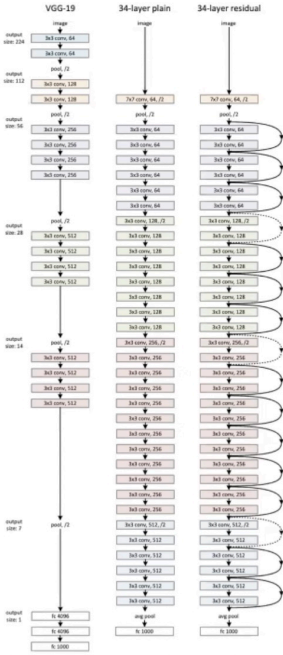 VGG-19
image
output
size: 224
3x3 conv, 64
3x3 conv, 64
pool, /2
output
size: 112
3x3 conv, 128
3x3 conv, 128
pool, /2
output
size: 56
3x3 conv, 256
3x3 conv, 256
3x3 conv, 256
3x3 conv, 256
pool, /2
output
size: 28
3x3 conv, 512
3x3 conv, 512
3x3 conv, 512
3x3 conv, 512
pool, /2
output
size: 14
3x3 conv, 512
3x3 conv, 512
3x3 conv, 512
3x3 conv, 512
output
size: 7
pool, /2
output
size: 1
fc 4096
fc 4096
fc 1000
34-layer plain
image
7x7 conv, 64, /2
pool, /2
3x3 conv, 64
3x3 conv, 64
3x3 conv, 64
3x3 conv, 64
3x3 conv, 64
3x3 conv, 64
3x3 conv, 128, /2
3x3 conv, 128
3x3 conv, 128
3x3 conv, 128
3x3 conv, 128
3x3 conv, 128
3x3 conv, 128
3x3 conv, 128
3x3 conv, 256, /2
3x3 conv, 256
3x3 conv, 256
3x3 conv, 256
3x3 conv, 256
3x3 conv, 256
3x3 conv, 256
3x3 conv, 256
3x3 conv, 256
3x3 conv, 256
3x3 conv, 256
3x3 conv, 256
3x3 conv, 512, /2
3x3 conv, 512
3x3 conv, 512
3x3 conv, 512
3x3 conv, 512
3x3 conv, 512
avg pool
fc 1000
34-layer residual
image
7x7 conv, 64, /2
pool, /2
3x3 conv, 64
3x3 conv, 64
3x3 conv, 64
3x3 conv, 64
3x3 conv, 64
3x3 conv, 64
3x3 conv, 128, /2
3x3 conv, 128
3x3 conv, 128
3x3 conv, 128
3x3 conv, 128
3x3 conv, 128
3x3 conv, 128
3x3 conv, 128
3x3 conv, 256, /2
3x3 conv, 256
3x3 conv, 256
3x3 conv, 256
3x3 conv, 256
3x3 conv, 256
3x3 conv, 256
3x3 conv, 256
3x3 conv, 256
3x3 conv, 256
3x3 conv, 256
3x3 conv, 256
3x3 conv, 512, /2
3x3 conv, 512
3x3 conv, 512
3x3 conv, 512
3x3 conv, 512
3x3 conv, 512
avg pool
fc 1000